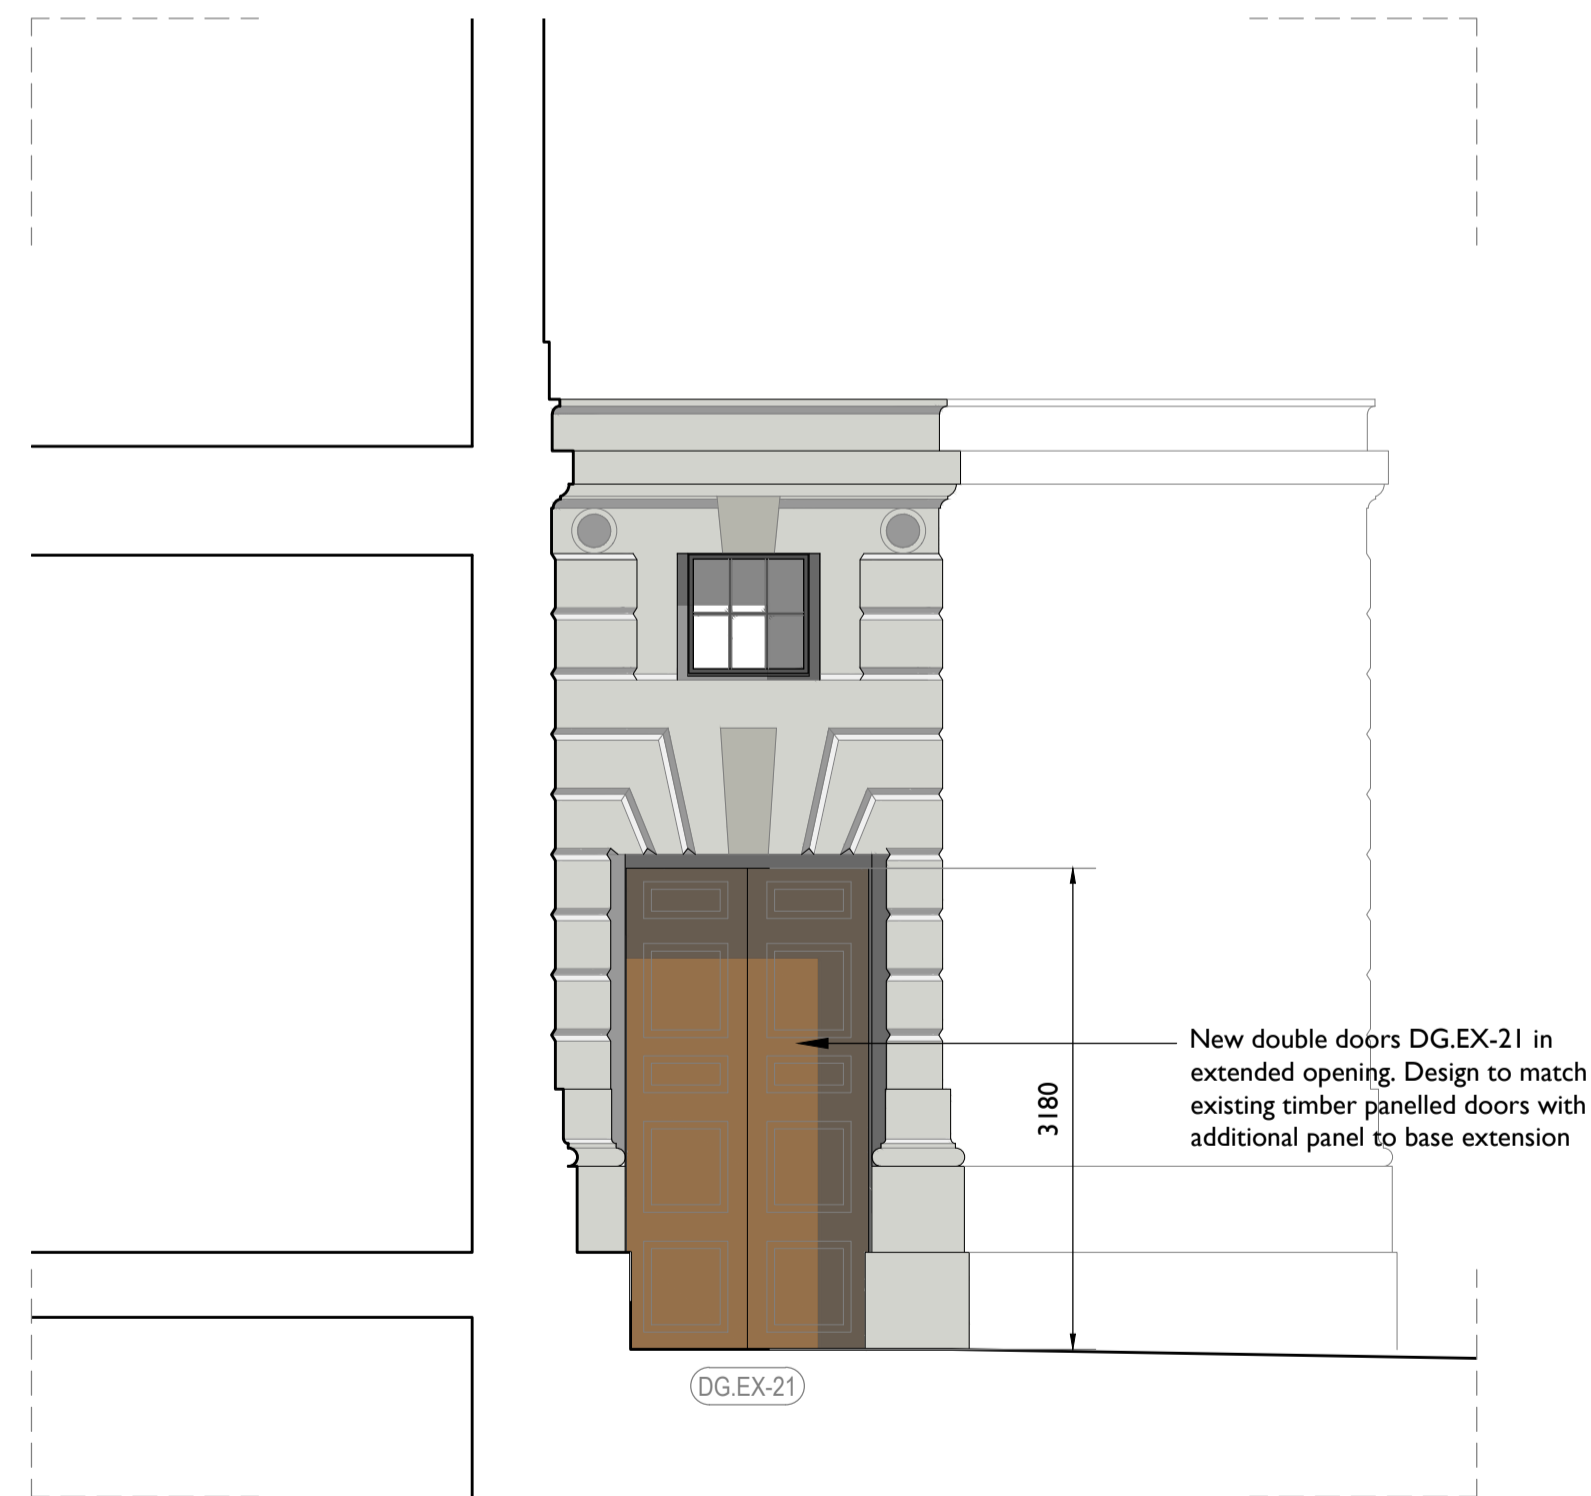 New double doors DG.EX-21 in
extended opening. Design to match
existing timber panelled doors with
additional panel to base extension
3180
DG.EX-21